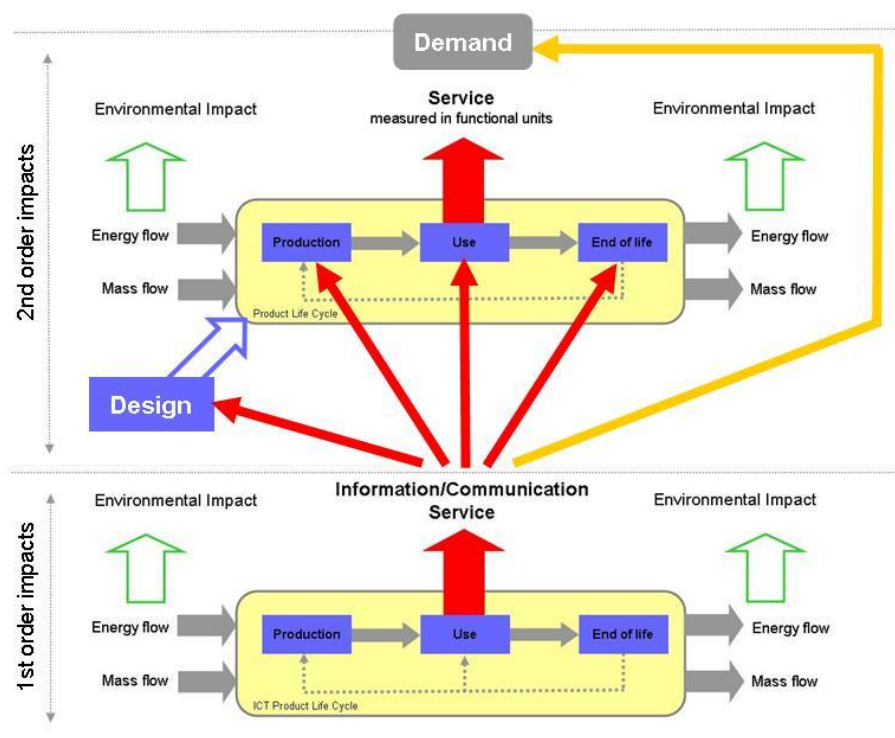 Demand
2nd order impacts
Environmental Impact
Service
measured in functional units
Environmental Impact
Energy flow
Mass flow
Production
Use
End of life
Product Life Cycle
Energy flow
Mass flow
Design
1st order impacts
Environmental Impact
Information/Communication
Service
Environmental Impact
Energy flow
Mass flow
Production
Use
End of life
ICT Product Life Cycle
Energy flow
Mass flow